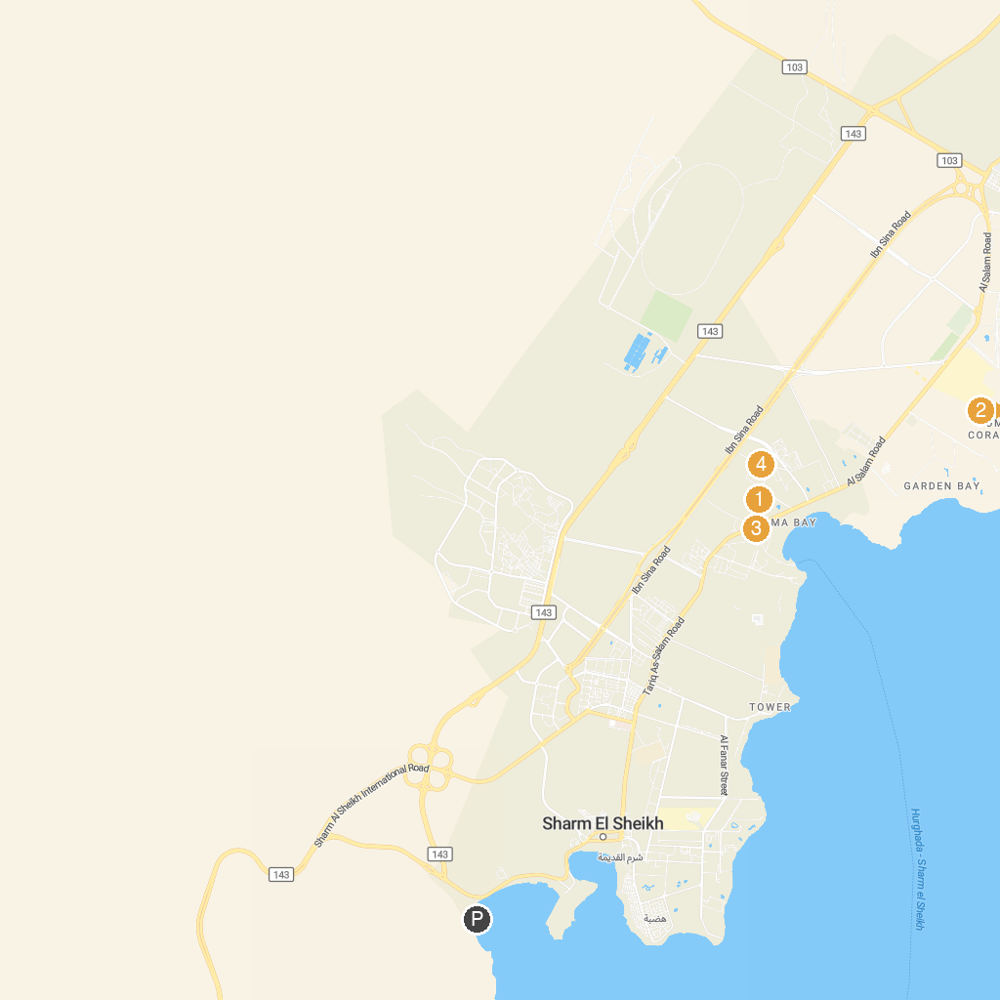 103
143
103
Ibn Sina Road
Al Salam Road
143
2
CORA
Ibn Sina Road
4
Al Salam Road
GARDEN BAY
1
MA BAY
3
Ibn Sina Road
143
Tariq As-Salam Road
TOWER
Al Fanar Street
Sharm Al Sheikh International Road
Sharm El Sheikh
شرم القديمة
143
143
Hurghada - Sharm el Sheikh
هضبة
P